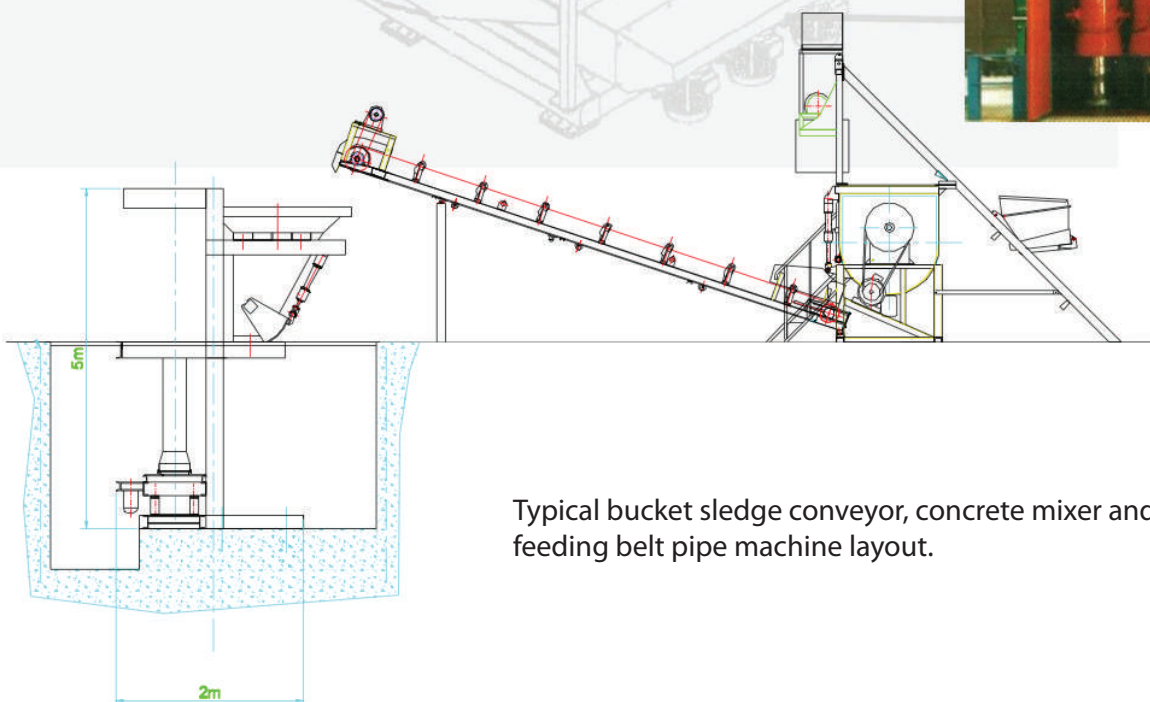 5m
Typical bucket sledge conveyor, concrete mixer and
feeding belt pipe machine layout.
2m